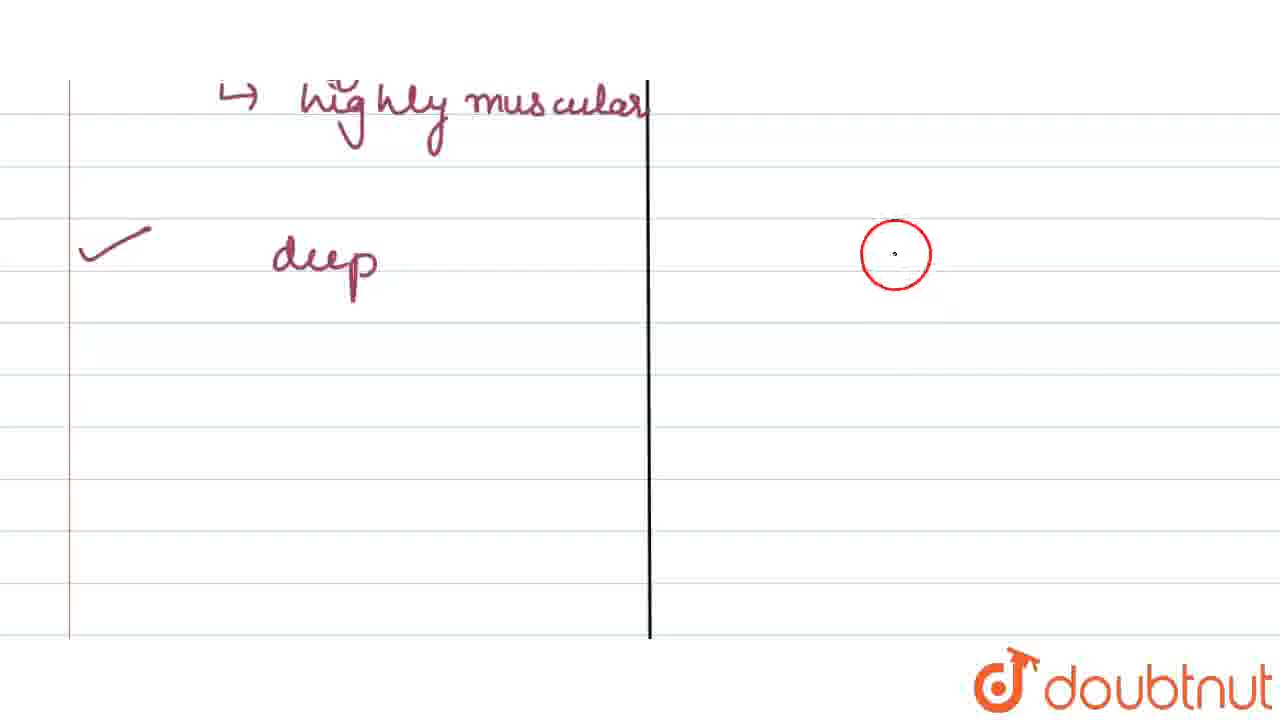 ↳ highly muscular
✓ deep
doubtnut